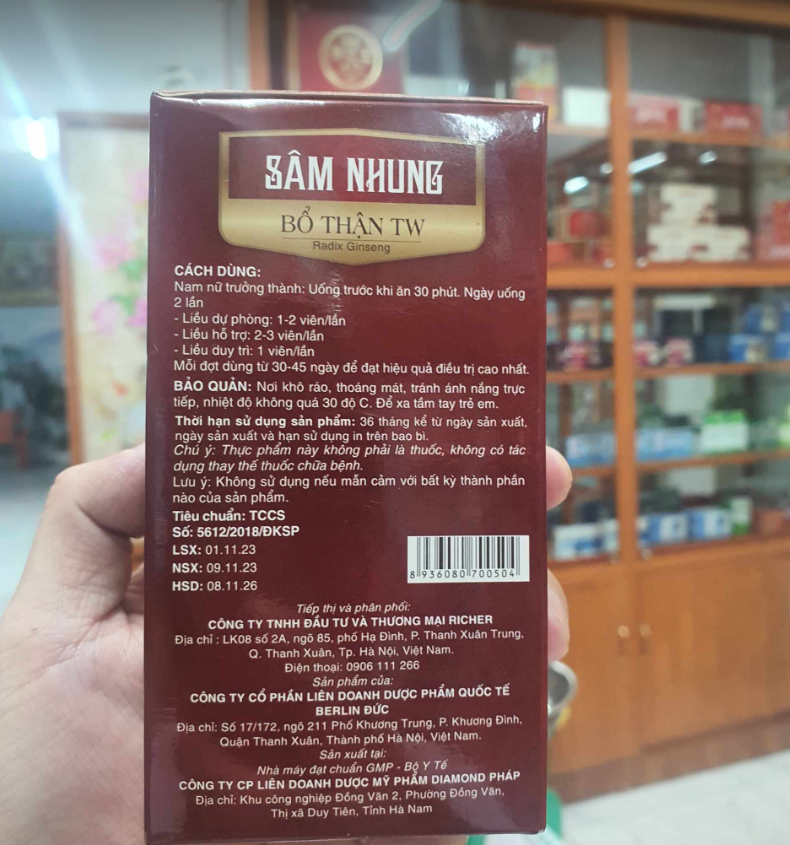 SÂM NHUNG
BỔ THẬN TW
Radix Ginseng
CÁCH DÙNG:
Nam nữ trưởng thành: Uống trước khi ăn 30 phút. Ngày uống
2 lần
- Liều dự phòng: 1-2 viên/lần
- Liều hỗ trợ: 2-3 viên/lần
- Liều duy trì: 1 viên/lần
Mỗi đợt dùng từ 30-45 ngày để đạt hiệu quả điều trị cao nhất.
BẢO QUẢN: Nơi khô ráo, thoáng mát, tránh ánh nắng trực
tiếp, nhiệt độ không quá 30 độ C. Để xa tầm tay trẻ em.
Thời hạn sử dụng sản phẩm: 36 tháng kể từ ngày sản xuất,
ngày sản xuất và hạn sử dụng in trên bao bì.
Chú ý: Thực phẩm này không phải là thuốc, không có tác
dụng thay thế thuốc chữa bệnh.
Lưu ý: Không sử dụng nếu mẫn cảm với bất kỳ thành phần
nào của sản phẩm.
Tiêu chuẩn: TCCS
Số: 5612/2018/ĐKSP
LSX: 01.11.23
NSX: 09.11.23
HSD: 08.11.26
8 936080 700504
Tiếp thị và phân phối:
CÔNG TY TNHH ĐẦU TƯ VÀ THƯƠNG MẠI RICHER
Địa chỉ : LK08 số 2A, ngõ 85, phố Hạ Đình, P. Thanh Xuân Trung,
Q. Thanh Xuân, Tp. Hà Nội, Việt Nam.
Điện thoại: 0906 111 266
Sản phẩm của:
CÔNG TY CỔ PHẦN LIÊN DOANH DƯỢC PHẨM QUỐC TẾ
BERLIN ĐỨC
Địa chỉ: Số 17/172, ngõ 211 Phố Khương Trung, P. Khương Đình,
Quận Thanh Xuân, Thành phố Hà Nội, Việt Nam.
Sản xuất tại:
Nhà máy đạt chuẩn GMP - Bộ Y Tế
CÔNG TY CP LIÊN DOANH DƯỢC MỸ PHẨM DIAMOND PHÁP
Địa chỉ: Khu công nghiệp Đồng Văn 2, Phường Đồng Văn,
Thị xã Duy Tiên, Tỉnh Hà Nam